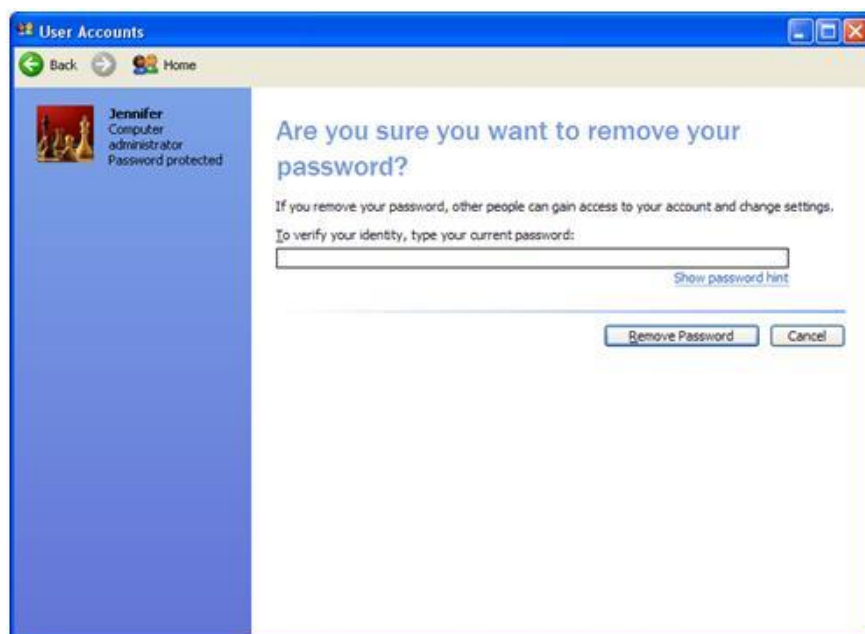 User Accounts
Back
Home
Jennifer
Computer
administrator
Password protected
Are you sure you want to remove your
password?
If you remove your password, other people can gain access to your account and change settings.
To verify your identity, type your current password:
Show password hint
Remove Password
Cancel